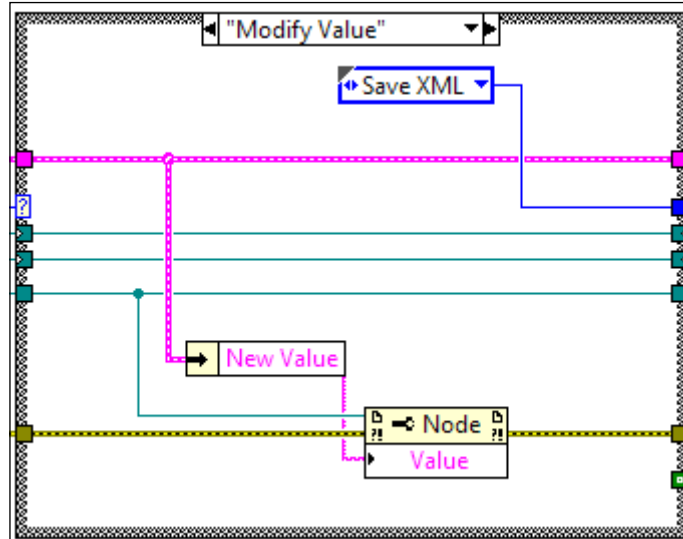 "Modify Value"
Save XML
?
New Value
?! Node ?!
Value